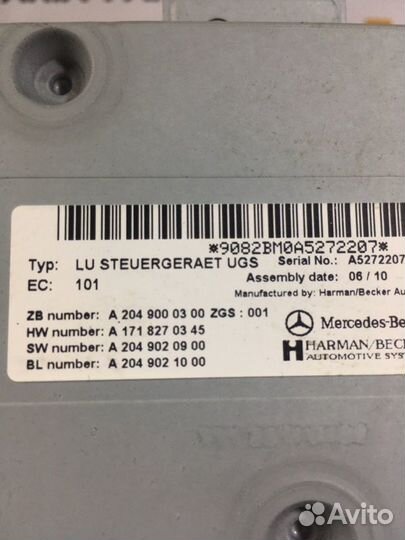 *9082BM0A5272207*
Typ: LU STEUERGERAET UGS Serial No.: A5272207
EC: 101 Assembly date: 06 / 10
Manufactured by: Harman/Becker Au
ZB number: A 204 900 03 00 ZGS : 001
HW number: A 171 827 03 45
SW number: A 204 902 09 00
BL number: A 204 902 10 00
Mercedes-Be
HARMAN/BECK
AUTOMOTIVE SYS
Avito